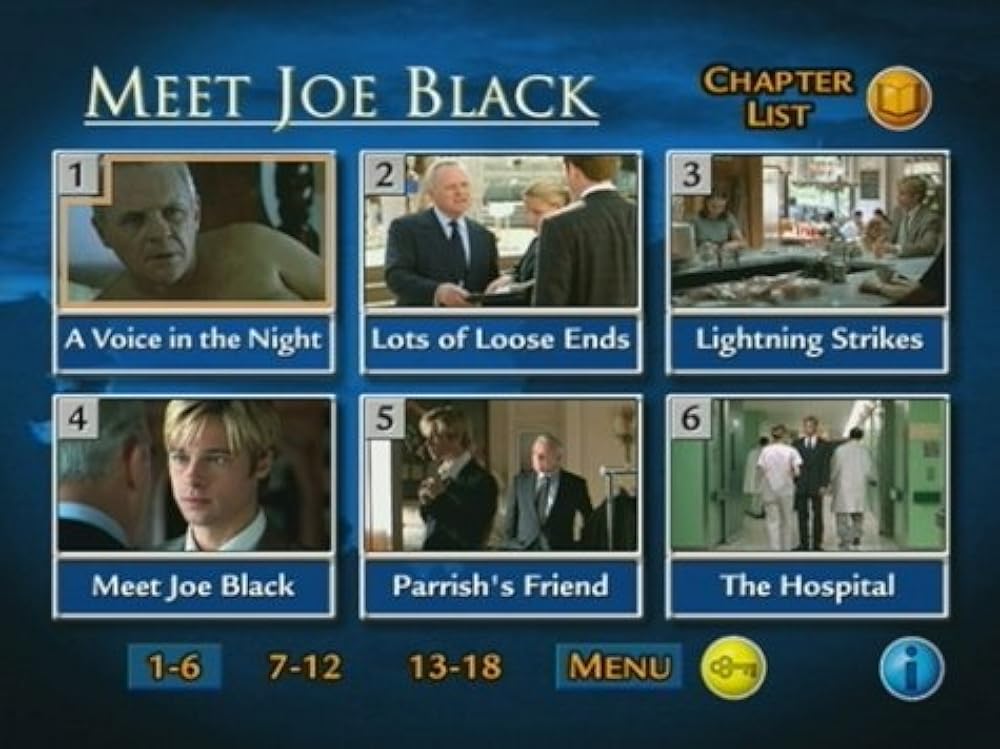 MEET JOE BLACK
CHAPTER
LIST
1
2
3
A Voice in the Night
Lots of Loose Ends
Lightning Strikes
4
5
6
Meet Joe Black
Parrish's Friend
The Hospital
1-6 7-12 13-18 MENU i